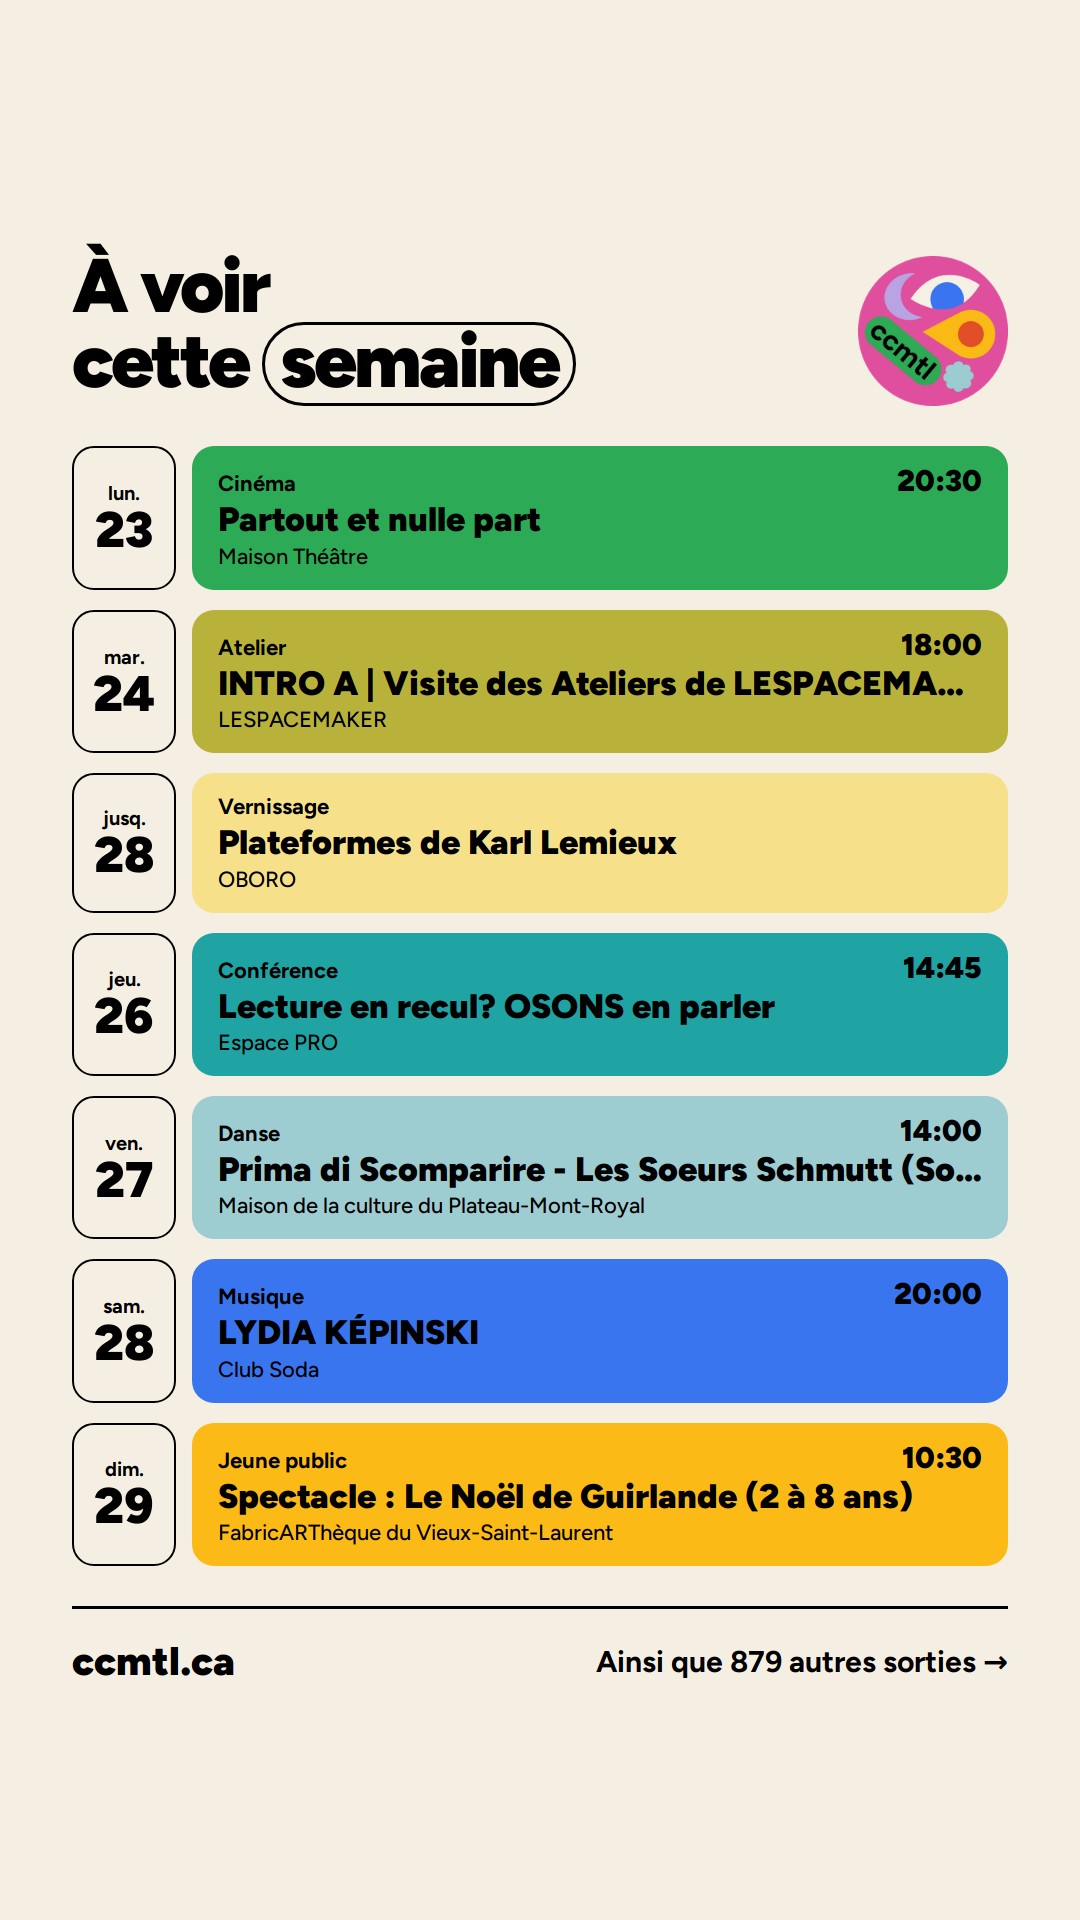 À voir
cette semaine
ccmtl
lun.
23
Cinéma
20:30
Partout et nulle part
Maison Théâtre
mar.
24
Atelier
18:00
INTRO A | Visite des Ateliers de LESPACEMA...
LESPACEMAKER
jusq.
28
Vernissage
Plateformes de Karl Lemieux
OBORO
jeu.
26
Conférence
14:45
Lecture en recul? OSONS en parler
Espace PRO
ven.
27
Danse
14:00
Prima di Scomparire - Les Soeurs Schmutt (So...
Maison de la culture du Plateau-Mont-Royal
sam.
28
Musique
20:00
LYDIA KÉPINSKI
Club Soda
dim.
29
Jeune public
10:30
Spectacle : Le Noël de Guirlande (2 à 8 ans)
FabricARThèque du Vieux-Saint-Laurent
ccmtl.ca
Ainsi que 879 autres sorties →